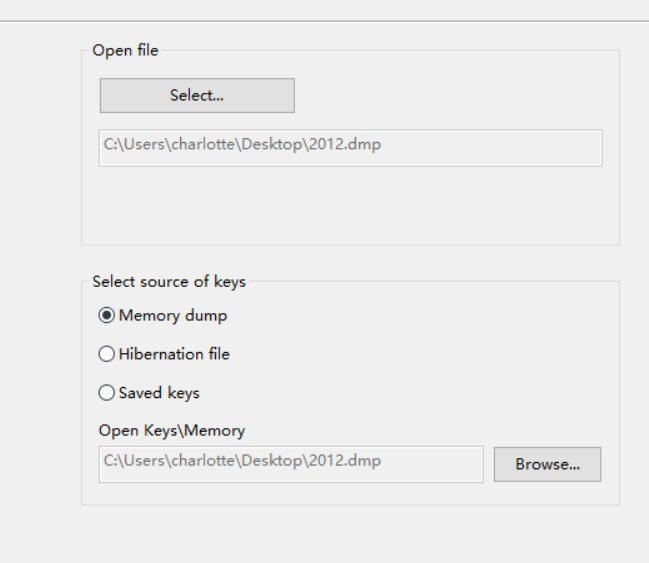 Open file
Select...
C:\Users\charlotte\Desktop\2012.dmp
Select source of keys
Memory dump
Hibernation file
Saved keys
Open Keys\Memory
C:\Users\charlotte\Desktop\2012.dmp
Browse...